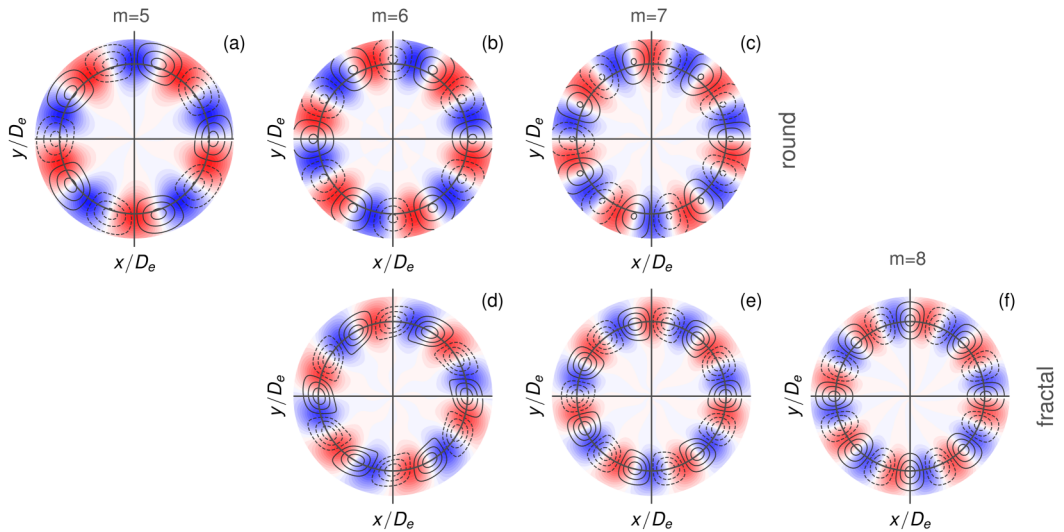 m=5
m=6
m=7
(a)
(b)
(c)
y/Dₑ
y/Dₑ
y/Dₑ
round
x/Dₑ
x/Dₑ
x/Dₑ
m=8
(d)
(e)
(f)
y/Dₑ
y/Dₑ
y/Dₑ
fractal
x/Dₑ
x/Dₑ
x/Dₑ